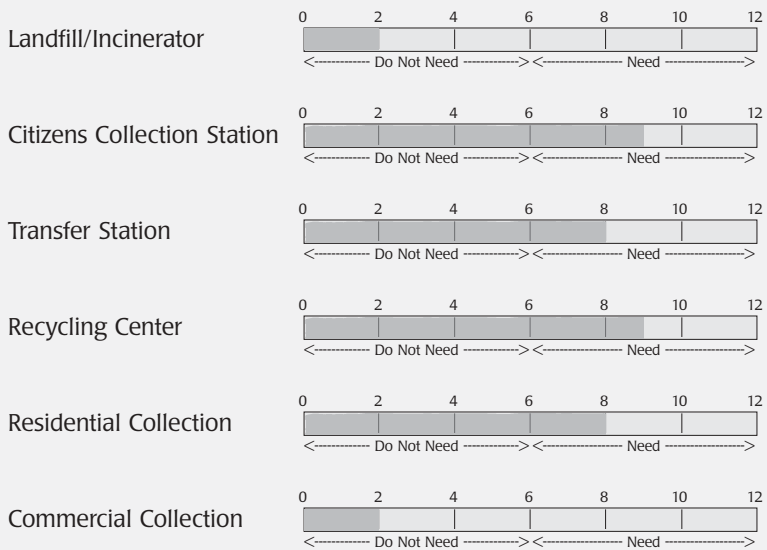 0 2 4 6 8 10 12
Landfill/Incinerator
<------------ Do Not Need ------------> <----------------- Need ----------------->
0 2 4 6 8 10 12
Citizens Collection Station
<------------ Do Not Need ------------> <----------------- Need ----------------->
0 2 4 6 8 10 12
Transfer Station
<------------ Do Not Need ------------> <----------------- Need ----------------->
0 2 4 6 8 10 12
Recycling Center
<------------ Do Not Need ------------> <----------------- Need ----------------->
0 2 4 6 8 10 12
Residential Collection
<------------ Do Not Need ------------> <----------------- Need ----------------->
0 2 4 6 8 10 12
Commercial Collection
<------------ Do Not Need ------------> <----------------- Need ----------------->